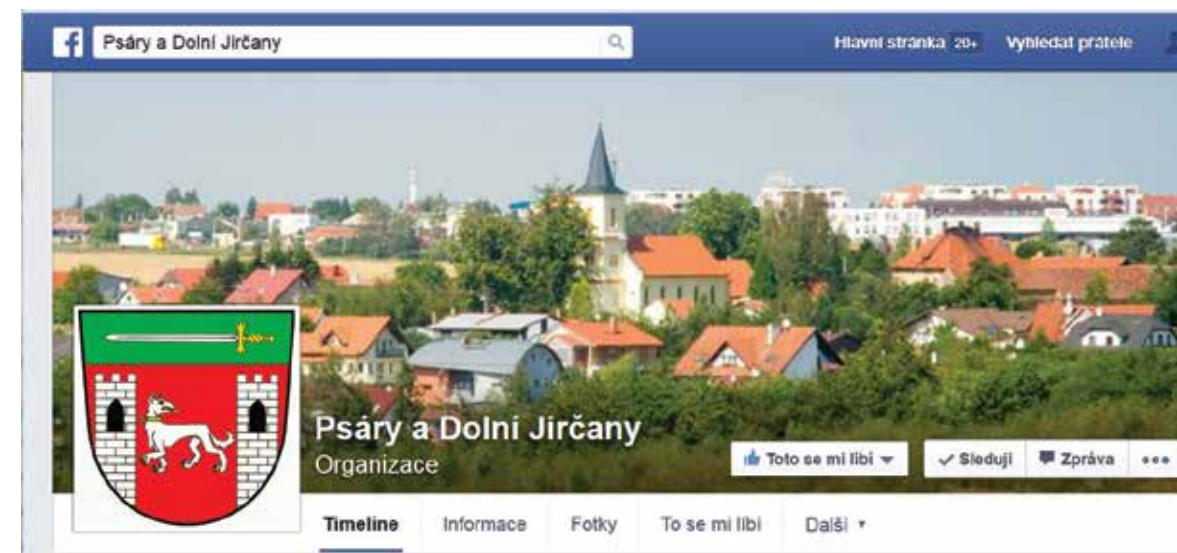 f Psáry a Dolní Jirčany Hlavní stránka 20+ Vyhledat přátele
Psáry a Dolní Jirčany
Organizace
Toto se mi líbí Sleduji Zpráva
Timeline Informace Fotky To se mi líbí Další